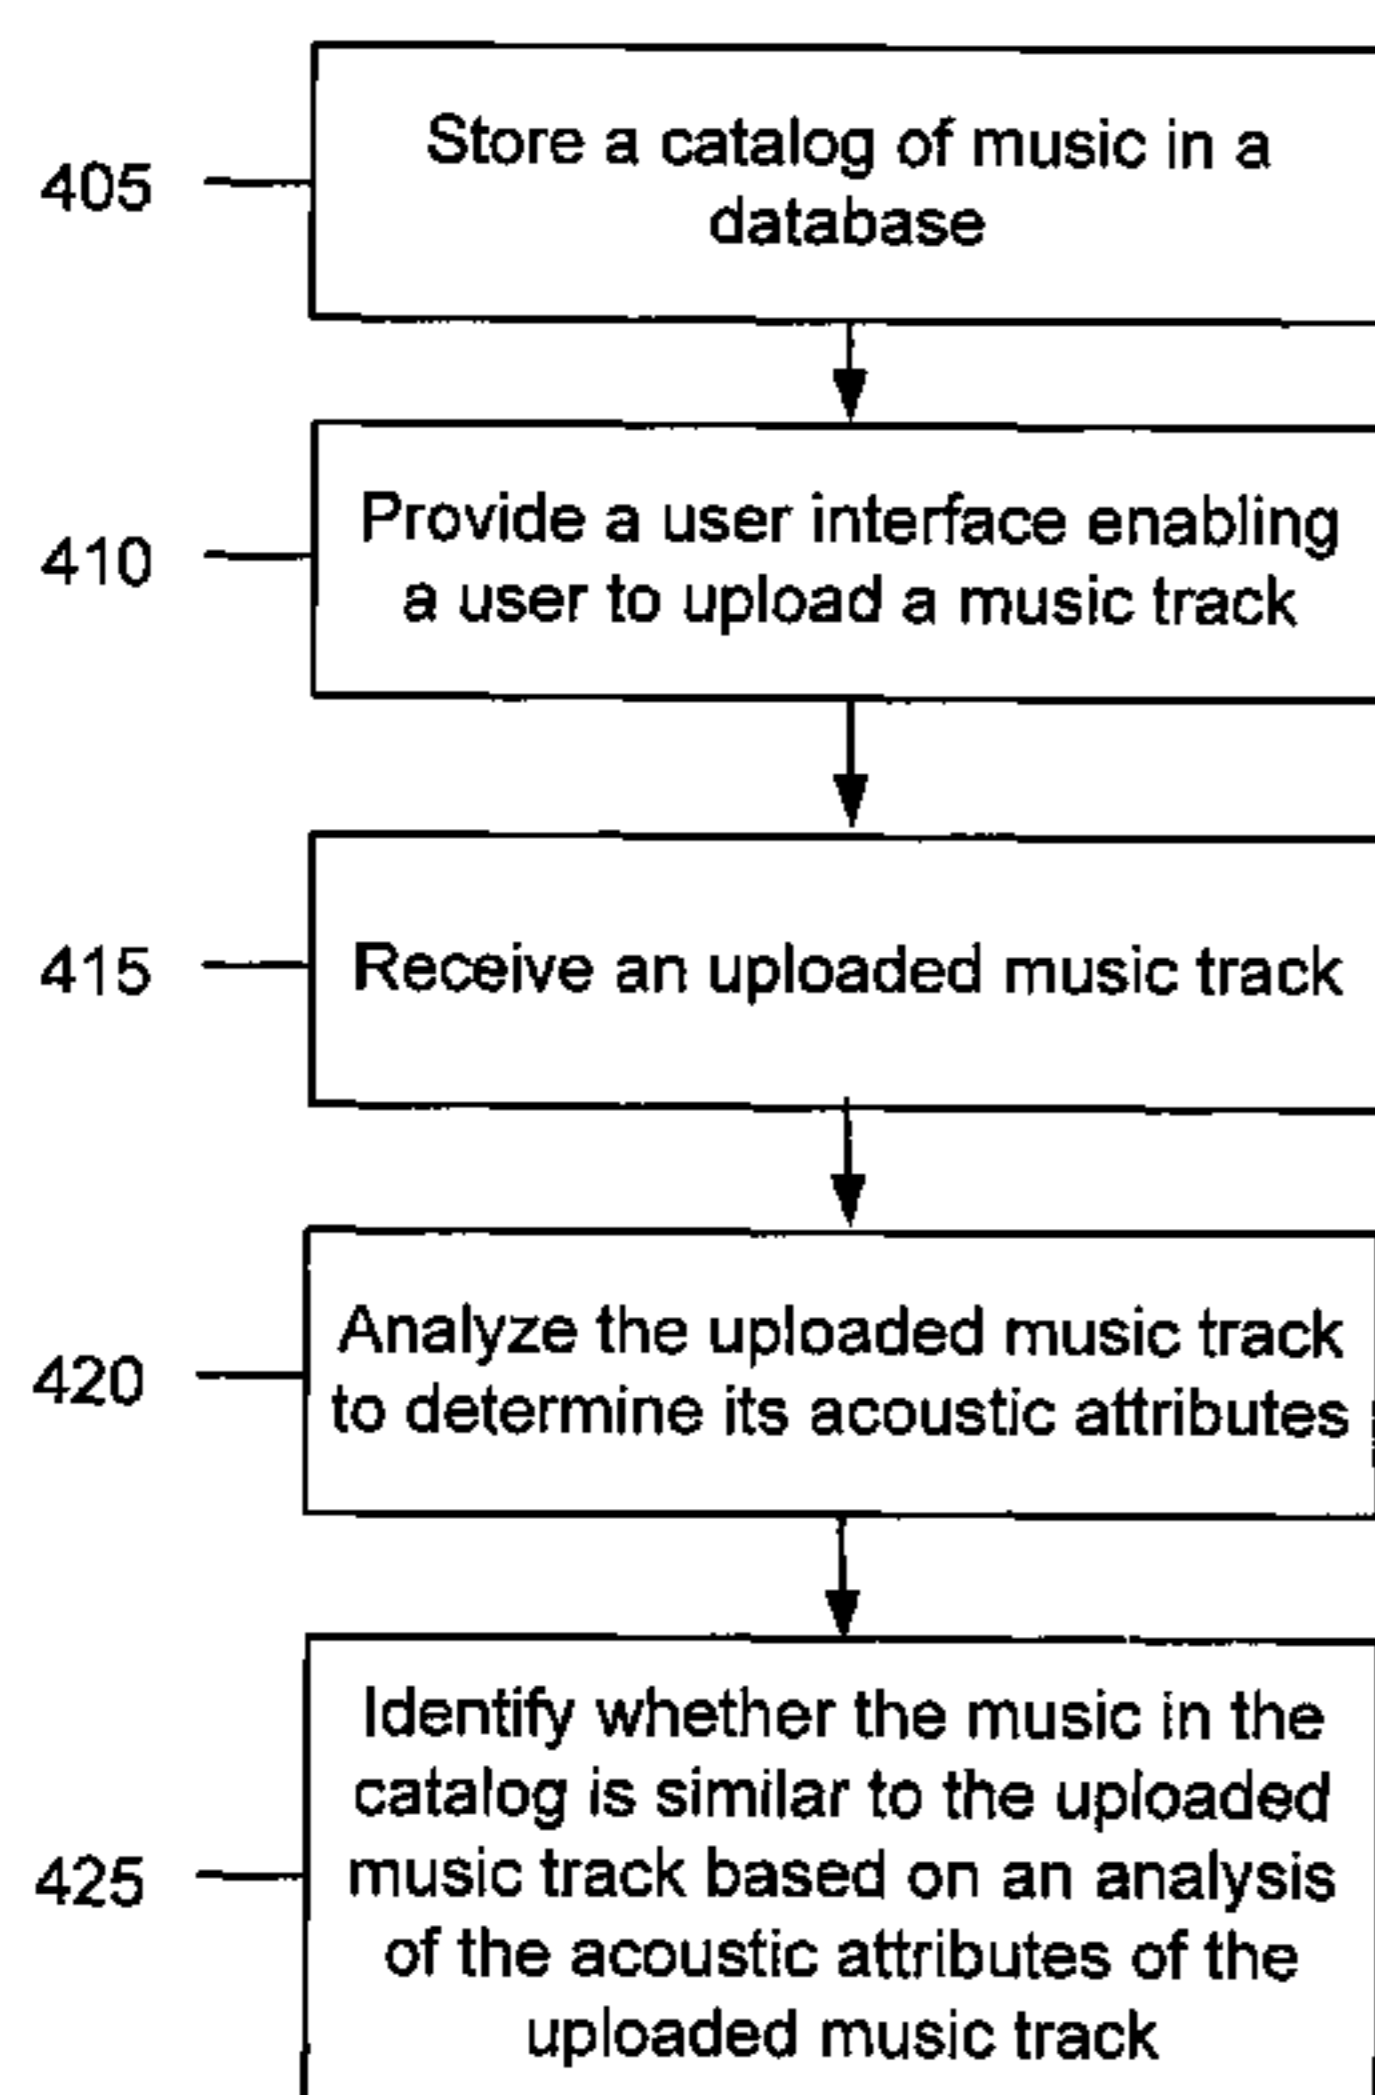 405
Store a catalog of music in a
database
410
Provide a user interface enabling
a user to upload a music track
415
Receive an uploaded music track
420
Analyze the uploaded music track
to determine its acoustic attributes
425
Identify whether the music in the
catalog is similar to the uploaded
music track based on an analysis
of the acoustic attributes of the
uploaded music track